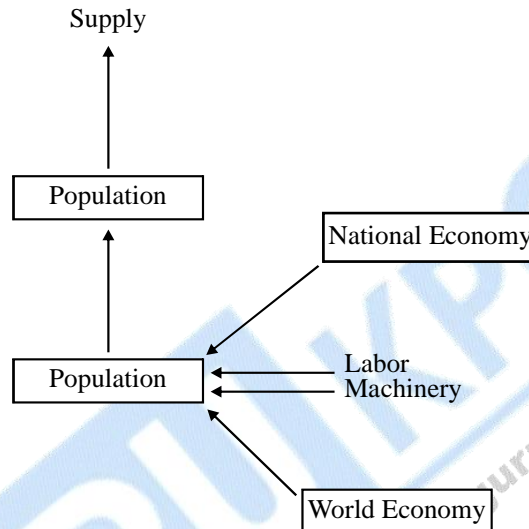 Supply
Population
National Economy
Population
Labor
Machinery
World Economy